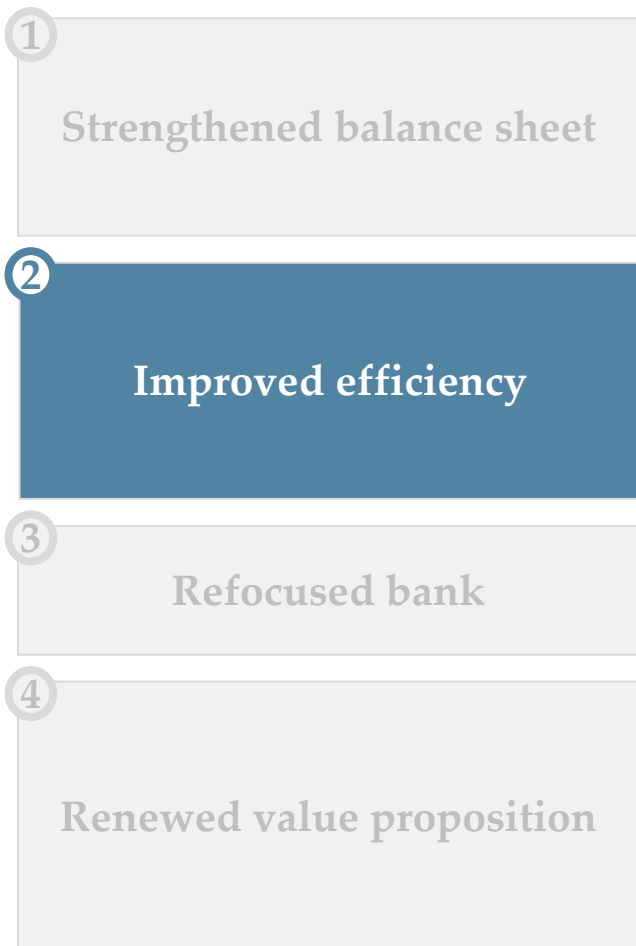 1
Strengthened balance sheet
2
Improved efficiency
3
Refocused bank
4
Renewed value proposition